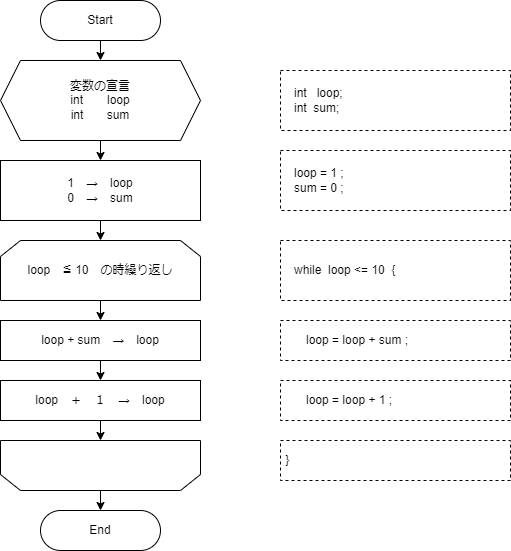 Start
変数の宣言
int loop
int sum
int loop;
int sum;
1 → loop
0 → sum
loop = 1 ;
sum = 0 ;
loop ≦ 10 の時繰り返し
while loop <= 10 {
loop + sum → loop
loop = loop + sum ;
loop + 1 → loop
loop = loop + 1 ;
}
End